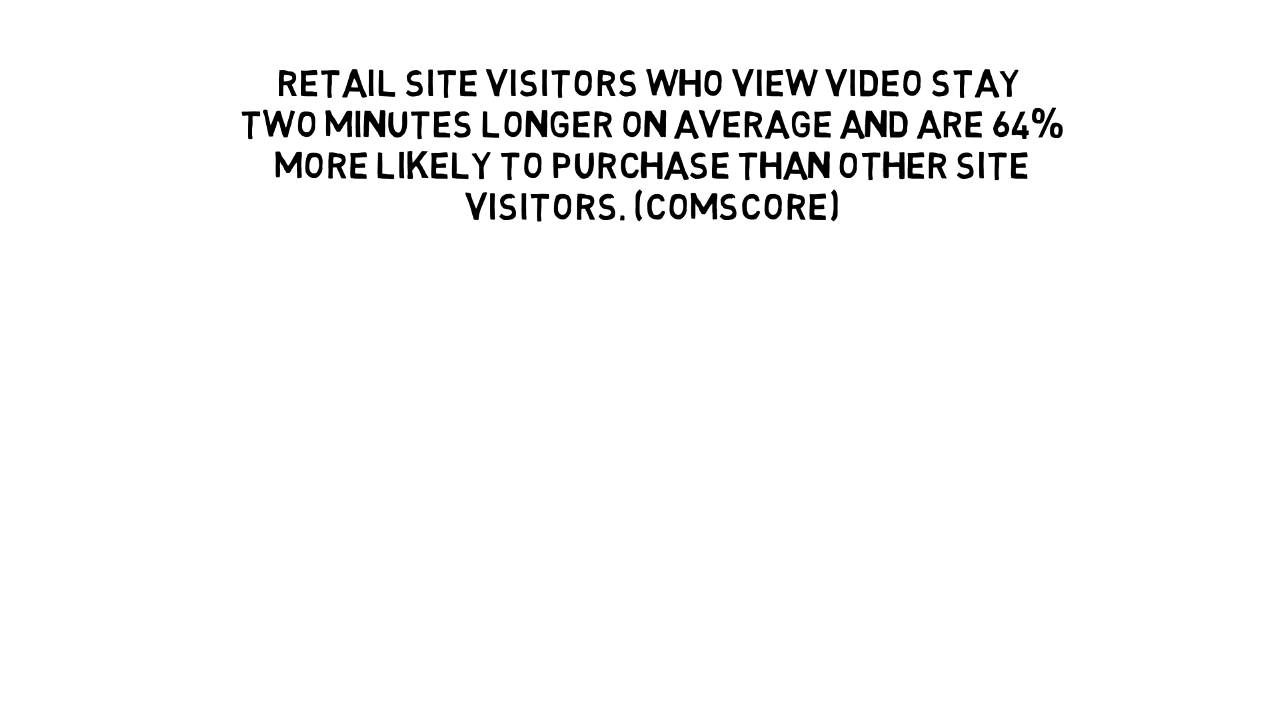 RETAIL SITE VISITORS WHO VIEW VIDEO STAY
TWO MINUTES LONGER ON AVERAGE AND ARE 64%
MORE LIKELY TO PURCHASE THAN OTHER SITE
VISITORS. (COMSCORE)